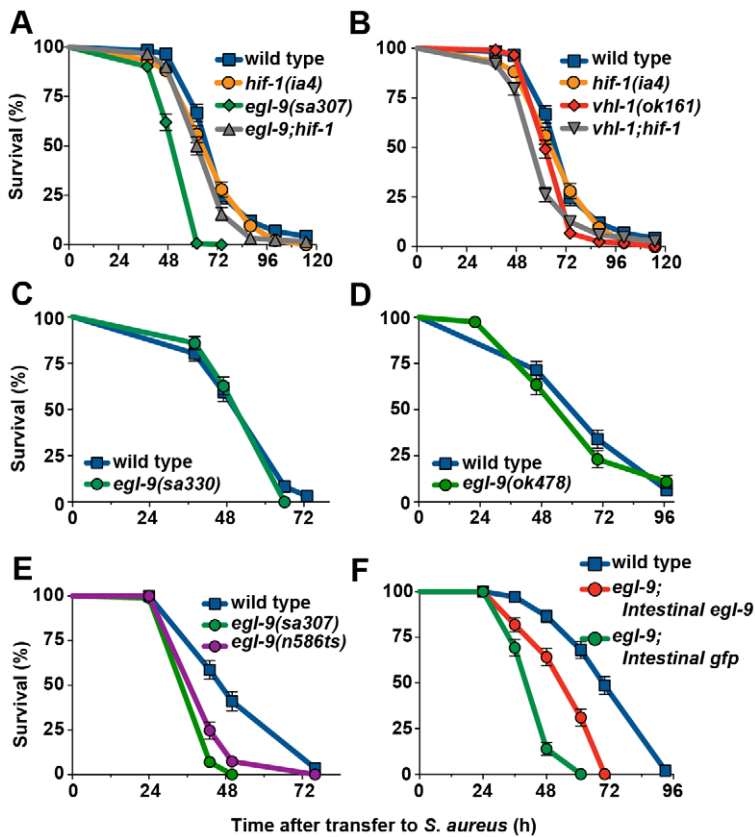 A
100
75
50
25
0
Survival (%)
wild type
hif-1(ia4)
egl-9(sa307)
egl-9;hif-1
0 24 48 72 96 120
B
100
75
50
25
0
wild type
hif-1(ia4)
vhl-1(ok161)
vhl-1;hif-1
0 24 48 72 96 120
C
100
75
50
25
0
Survival (%)
wild type
egl-9(sa330)
0 24 48 72
D
100
75
50
25
0
wild type
egl-9(ok478)
0 24 48 72 96
E
100
75
50
25
0
Survival (%)
wild type
egl-9(sa307)
egl-9(n586ts)
0 24 48 72
F
100
75
50
25
0
wild type
egl-9;
Intestinal egl-9
egl-9;
Intestinal gfp
0 24 48 72 96
Time after transfer to S. aureus (h)